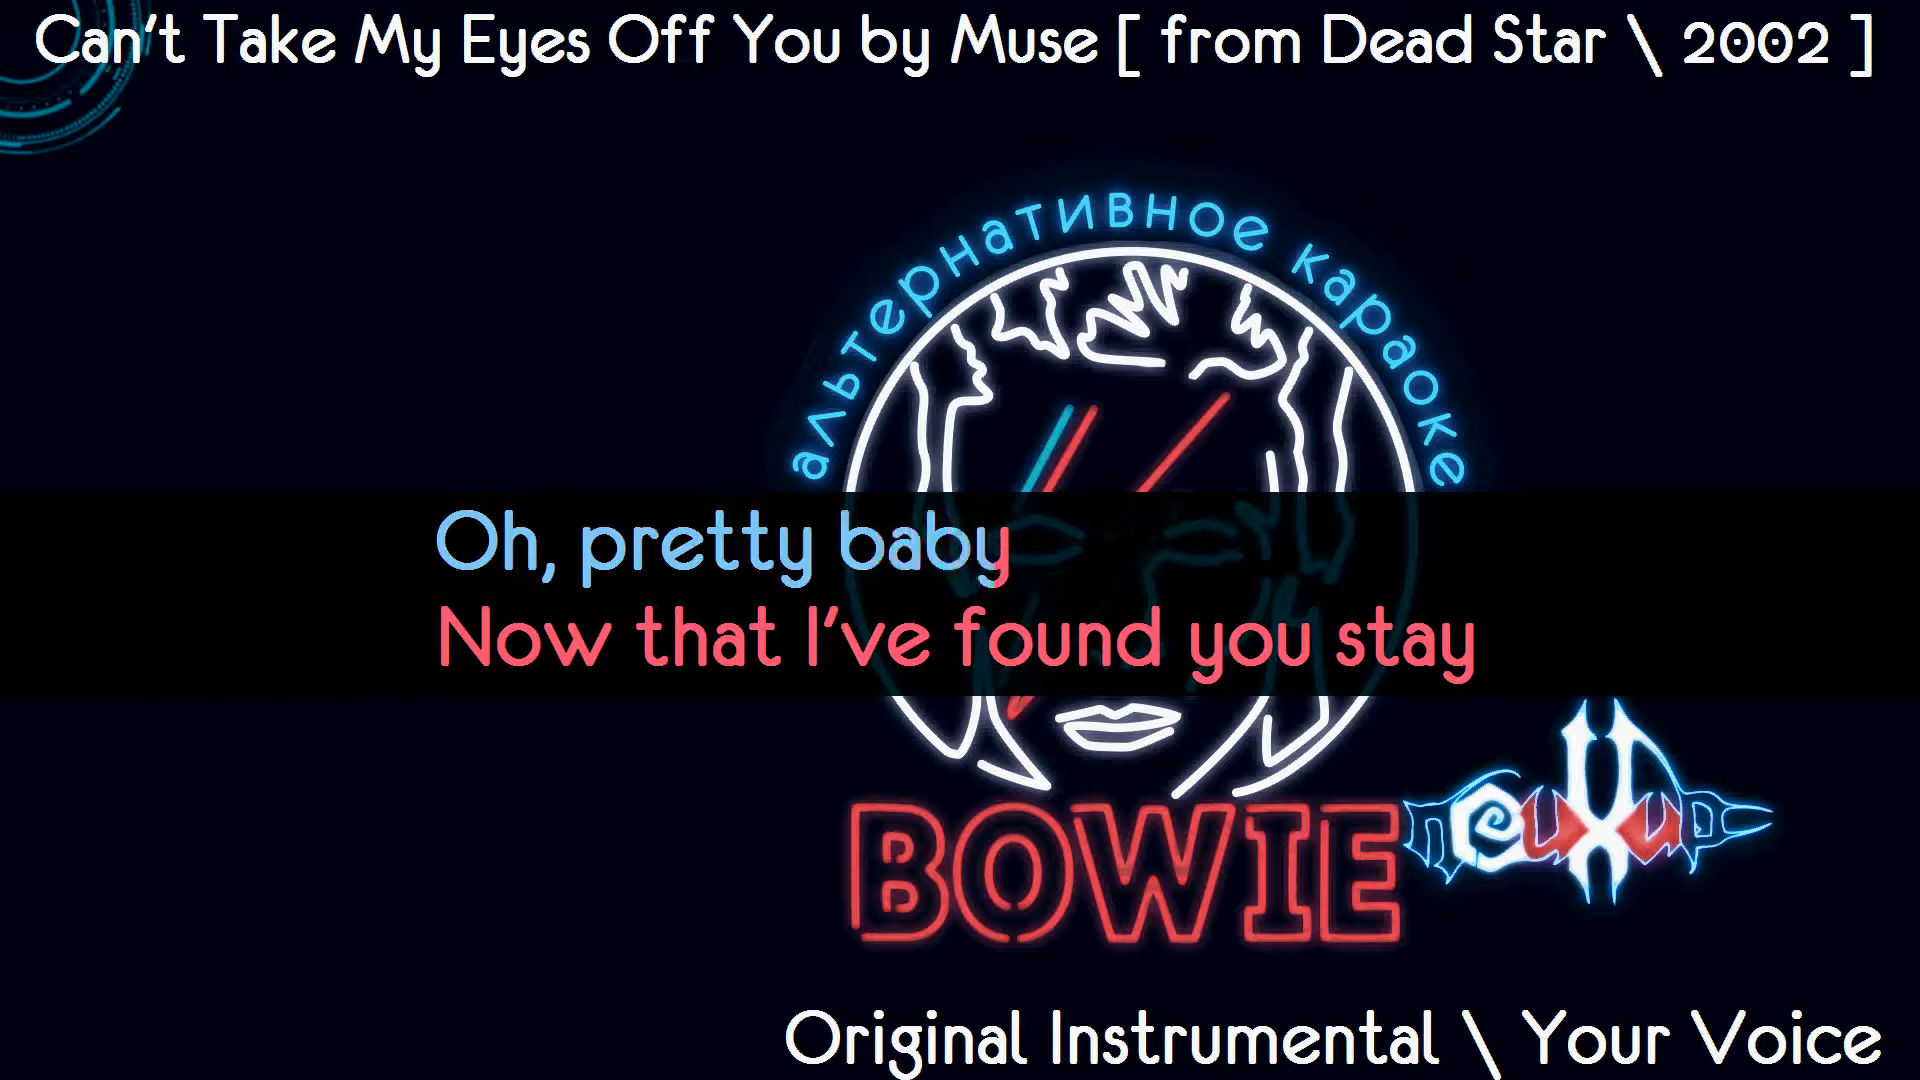 Can't Take My Eyes Off You by Muse [ from Dead Star \ 2002 ]
альтернативное караоке
Oh, pretty baby
Now that I've found you stay
BOWIE
Original Instrumental \ Your Voice